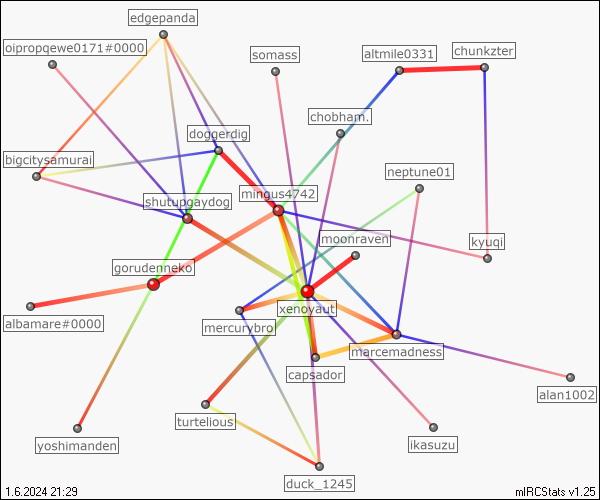 edgepanda
oipropqewe0171#0000
somass
altmile0331
chunkzter
chobham.
doggerdig
bigcitysamurai
neptune01
shutupgaydog
mingus4742
moonraven
kyuqi
gorudenneko
xenoyaut
albamare#0000
mercurybro
marcemadness
capsador
alan1002
turtelious
yoshimanden
ikasuzu
duck_1245
1.6.2024 21:29
mIRCStats v1.25